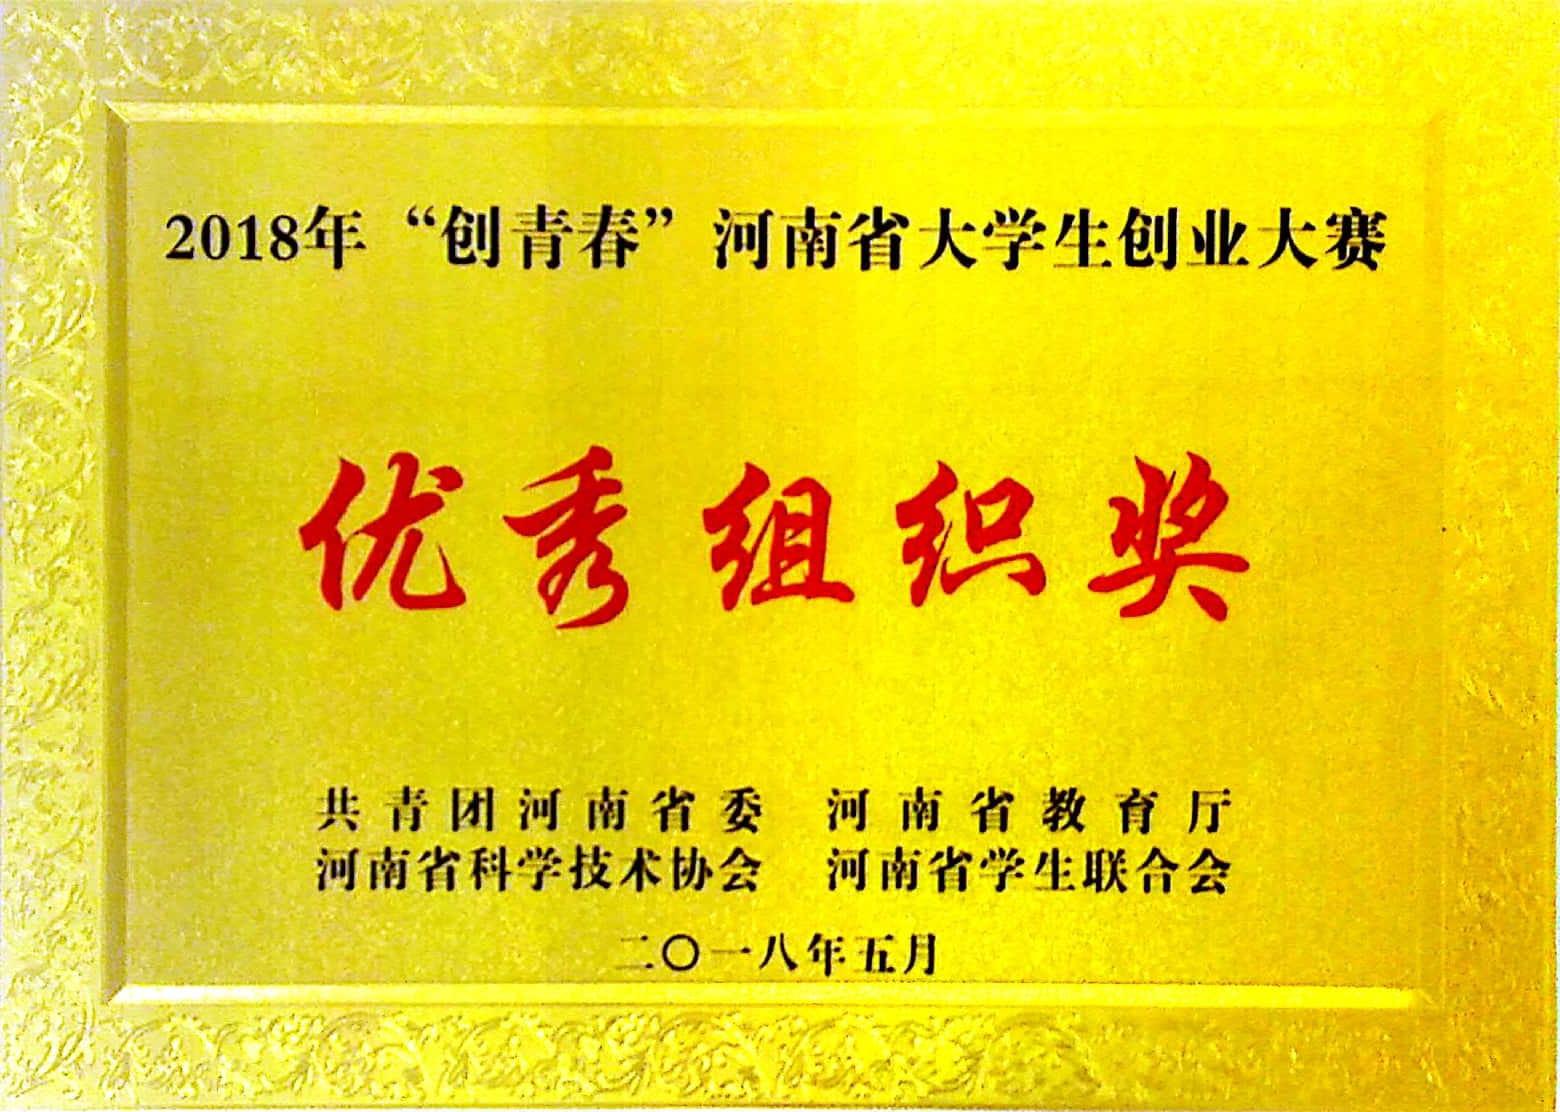 2018年“创青春”河南省大学生创业大赛
优秀组织奖
共青团河南省委 河南省教育厅
河南省科学技术协会 河南省学生联合会
二〇一八年五月